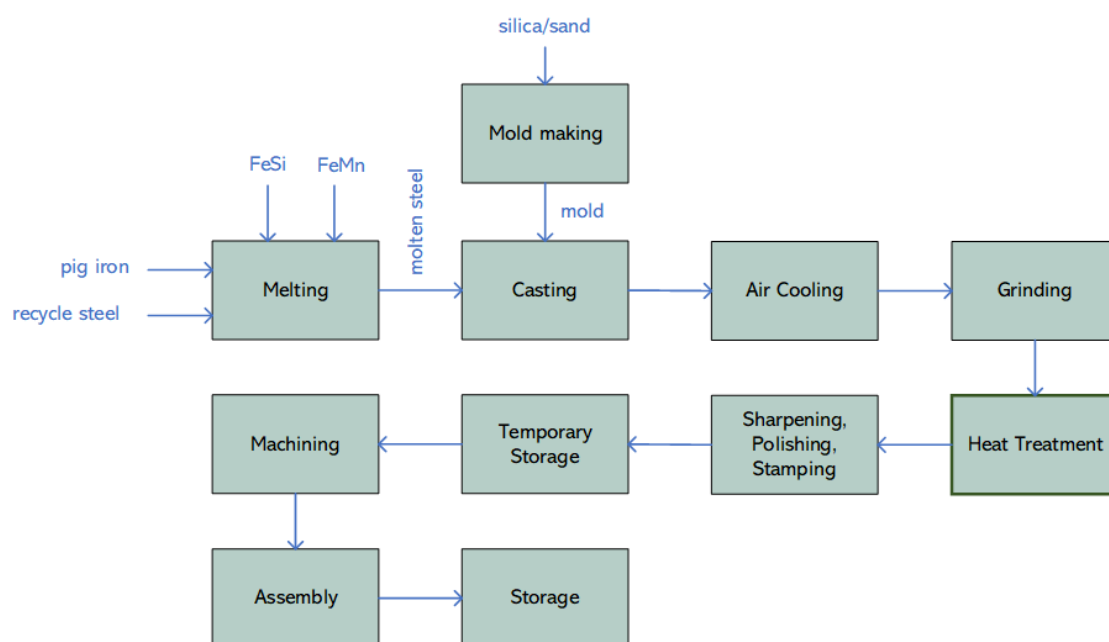 silica/sand
Mold making
FeSi
FeMn
molten steel
mold
pig iron
recycle steel
Melting
Casting
Air Cooling
Grinding
Machining
Temporary
Storage
Sharpening,
Polishing,
Stamping
Heat Treatment
Assembly
Storage